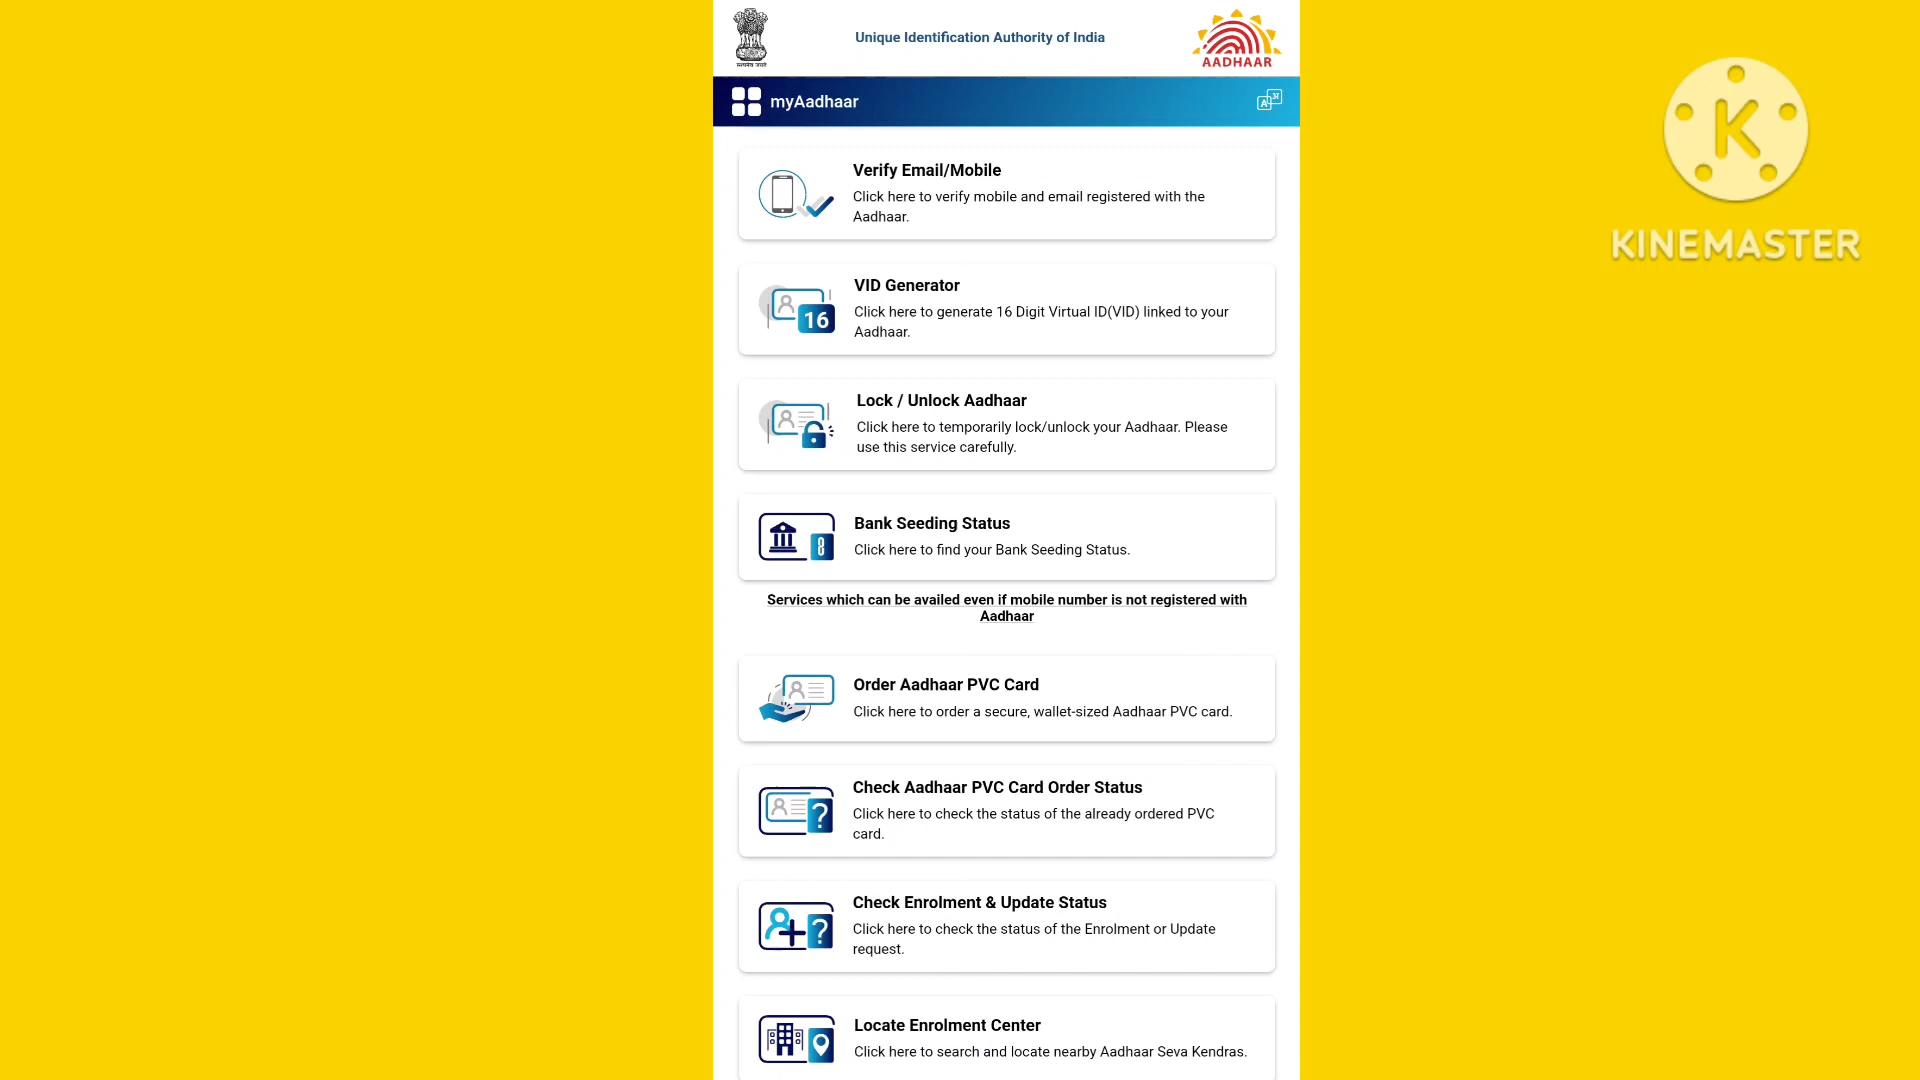 सत्यमेव जयते
Unique Identification Authority of India
AADHAAR
myAadhaar
A अ
Verify Email/Mobile
Click here to verify mobile and email registered with the
Aadhaar.
16
VID Generator
Click here to generate 16 Digit Virtual ID(VID) linked to your
Aadhaar.
Lock / Unlock Aadhaar
Click here to temporarily lock/unlock your Aadhaar. Please
use this service carefully.
Bank Seeding Status
Click here to find your Bank Seeding Status.
Services which can be availed even if mobile number is not registered with
Aadhaar
Order Aadhaar PVC Card
Click here to order a secure, wallet-sized Aadhaar PVC card.
?
Check Aadhaar PVC Card Order Status
Click here to check the status of the already ordered PVC
card.
?
Check Enrolment & Update Status
Click here to check the status of the Enrolment or Update
request.
Locate Enrolment Center
Click here to search and locate nearby Aadhaar Seva Kendras.
K
KINEMASTER